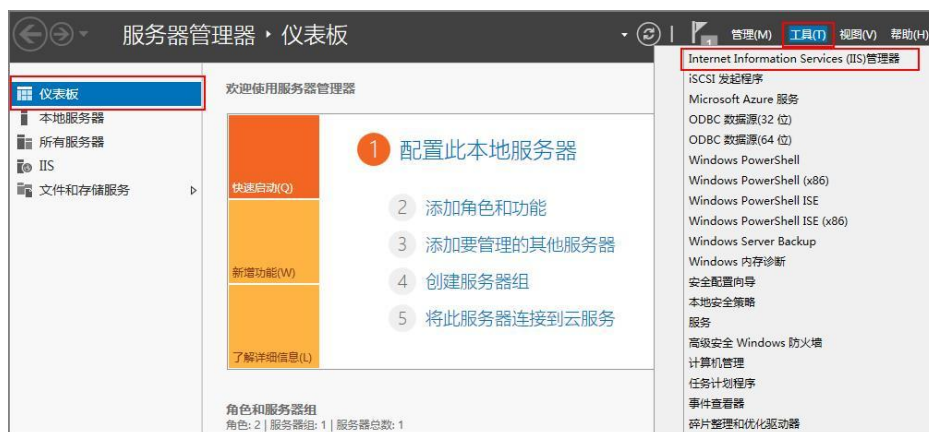 服务器管理器 · 仪表板
1
管理(M) 工具(T) 视图(V) 帮助(H)
仪表板
本地服务器
所有服务器
IIS
文件和存储服务
欢迎使用服务器管理器
快速启动(Q)
新增功能(W)
了解详细信息(L)
1 配置此本地服务器
2 添加角色和功能
3 添加要管理的其他服务器
4 创建服务器组
5 将此服务器连接到云服务
角色和服务器组
角色: 2 | 服务器组: 1 | 服务器总数: 1
Internet Information Services (IIS)管理器
iSCSI 发起程序
Microsoft Azure 服务
ODBC 数据源(32 位)
ODBC 数据源(64 位)
Windows PowerShell
Windows PowerShell (x86)
Windows PowerShell ISE
Windows PowerShell ISE (x86)
Windows Server Backup
Windows 内存诊断
安全配置向导
本地安全策略
服务
高级安全 Windows 防火墙
计算机管理
任务计划程序
事件查看器
碎片整理和优化驱动器